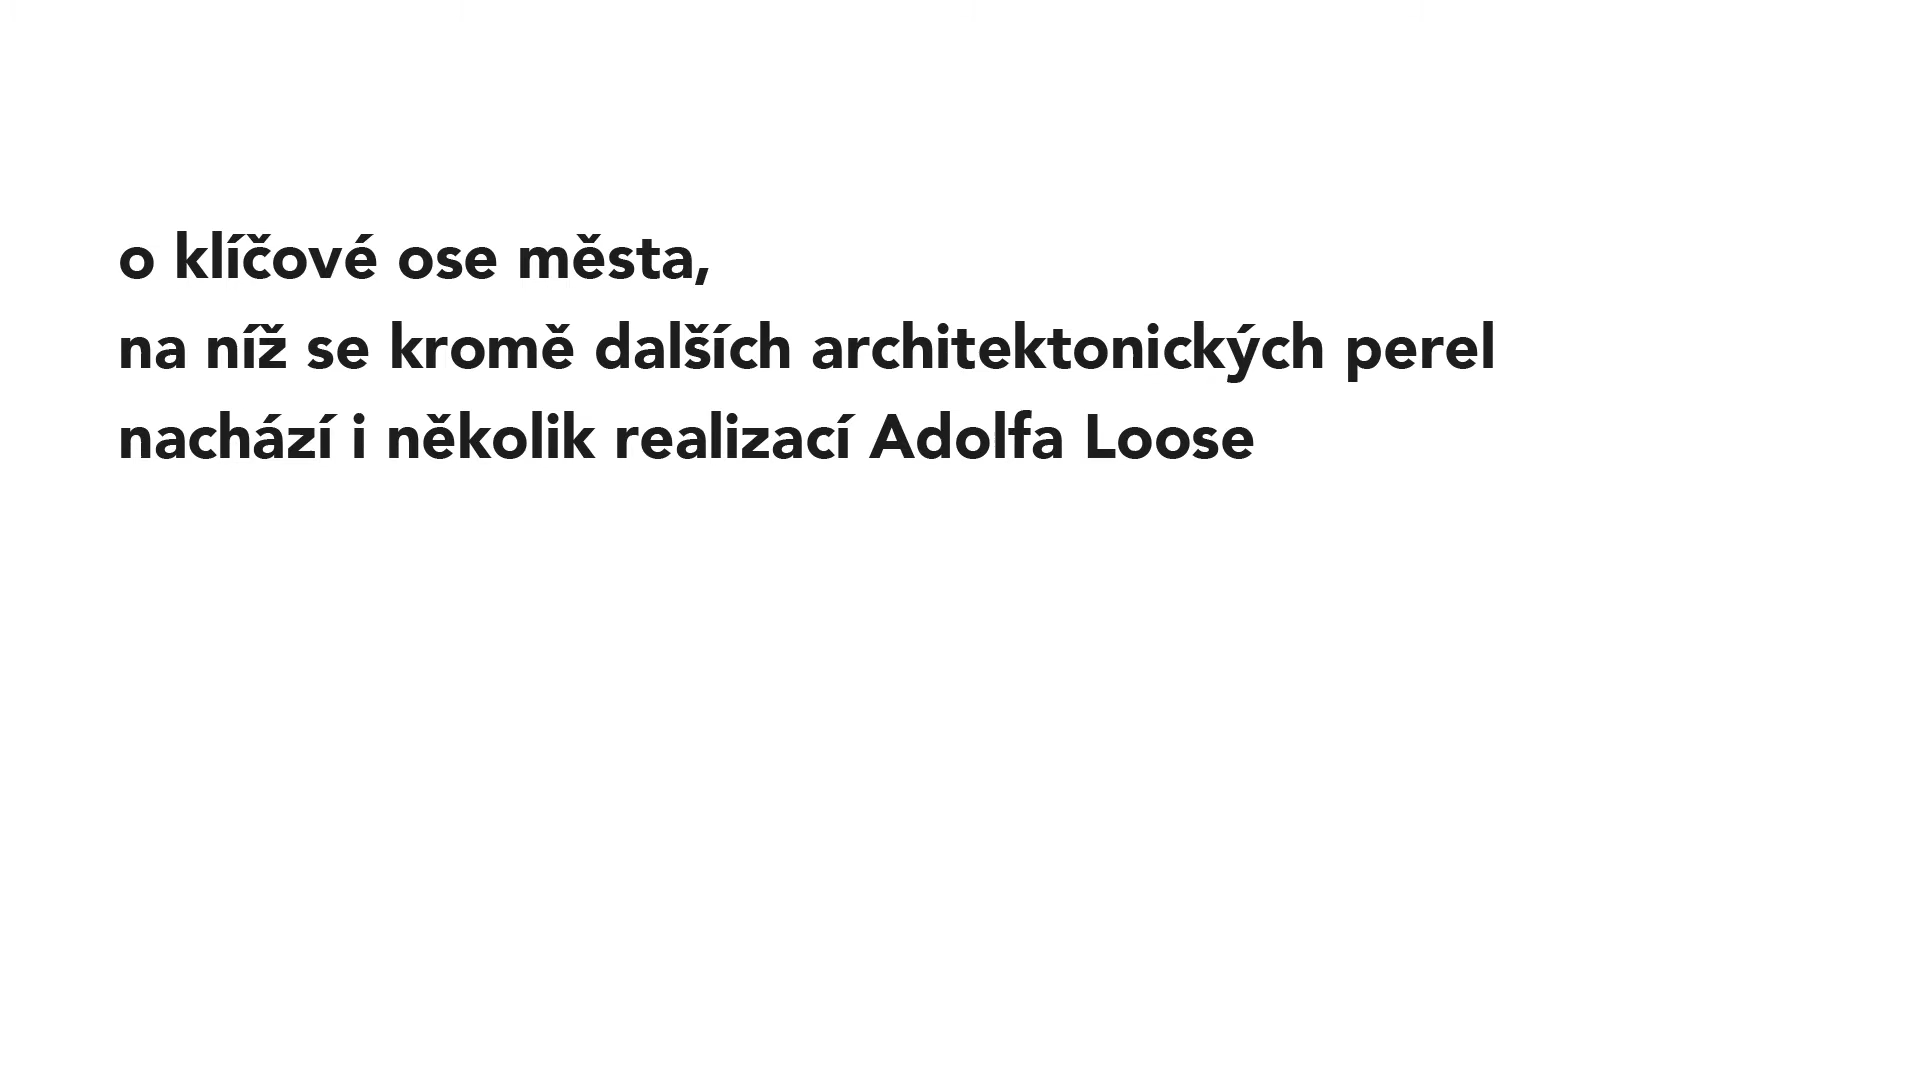 o klíčové ose města,
na níž se kromě dalších architektonických perel
nachází i několik realizací Adolfa Loose